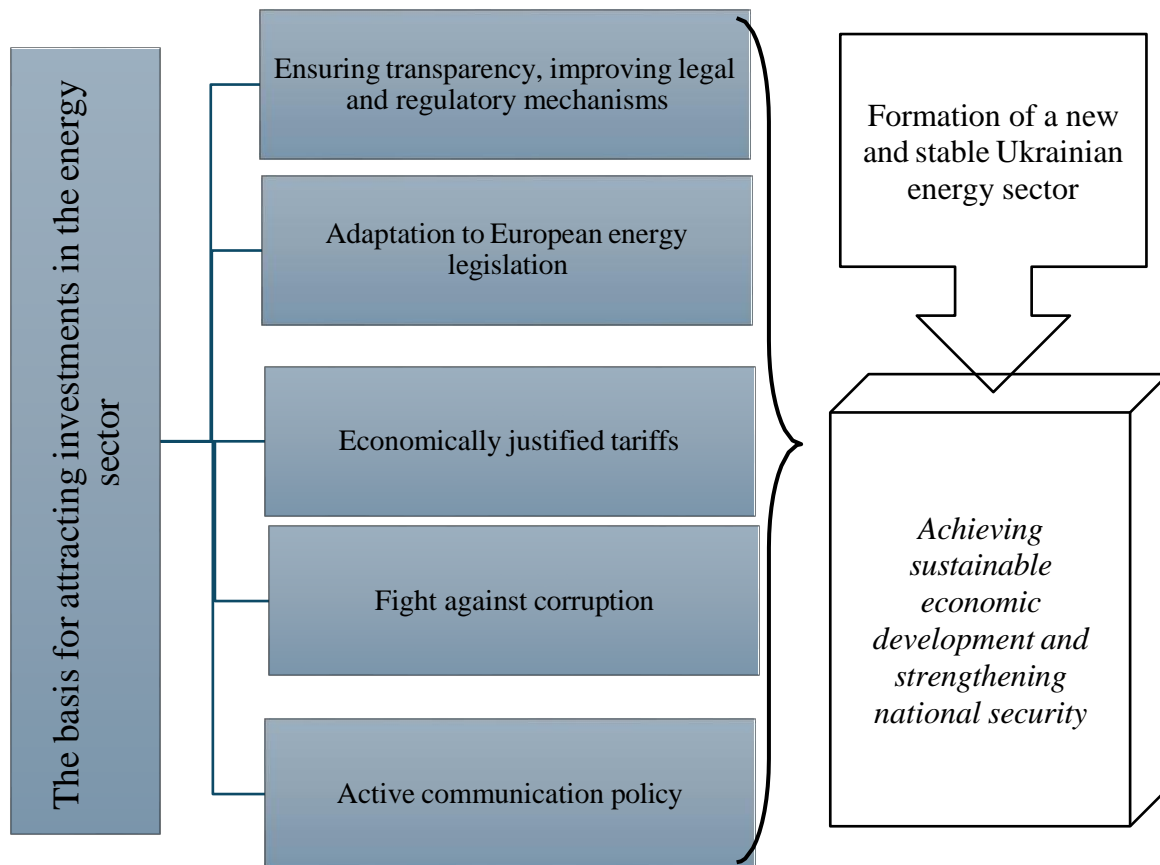 The basis for attracting investments in the energy
sector
Ensuring transparency, improving legal
and regulatory mechanisms
Adaptation to European energy
legislation
Economically justified tariffs
Fight against corruption
Active communication policy
Formation of a new
and stable Ukrainian
energy sector
Achieving
sustainable
economic
development and
strengthening
national security